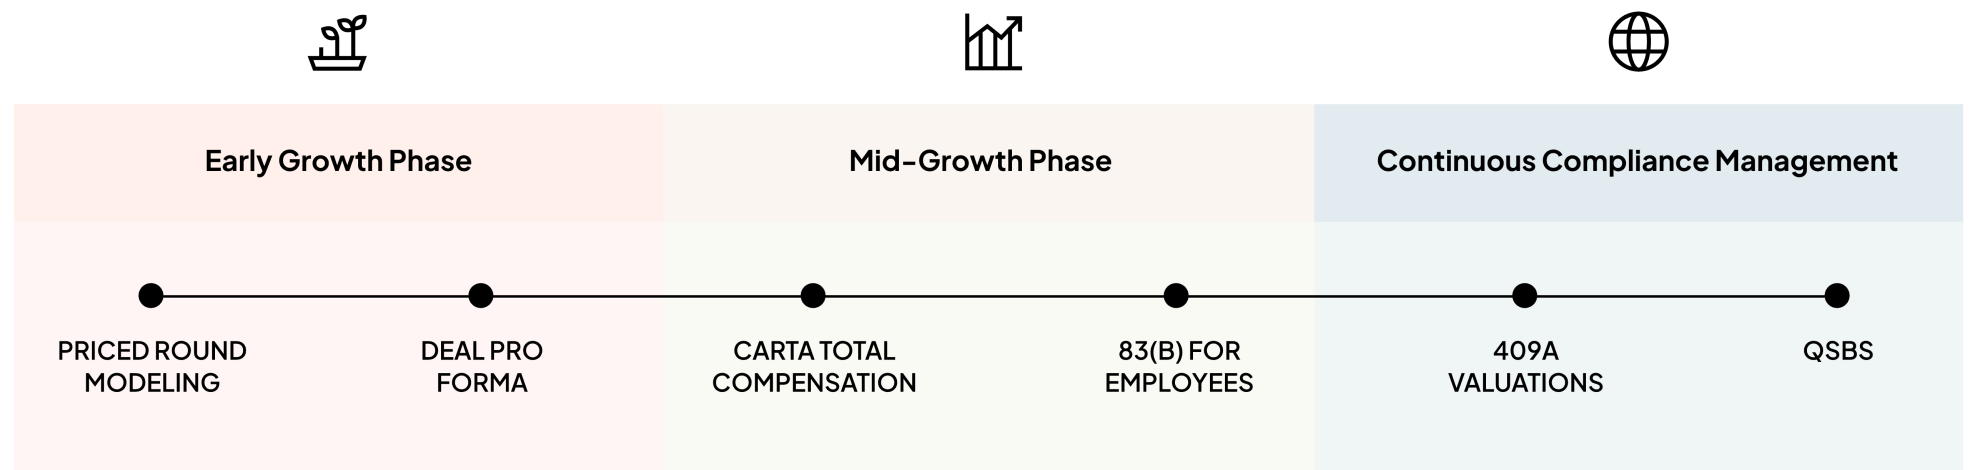 Early Growth Phase
Mid-Growth Phase
Continuous Compliance Management
PRICED ROUND
MODELING
DEAL PRO
FORMA
CARTA TOTAL
COMPENSATION
83(B) FOR
EMPLOYEES
409A
VALUATIONS
QSBS